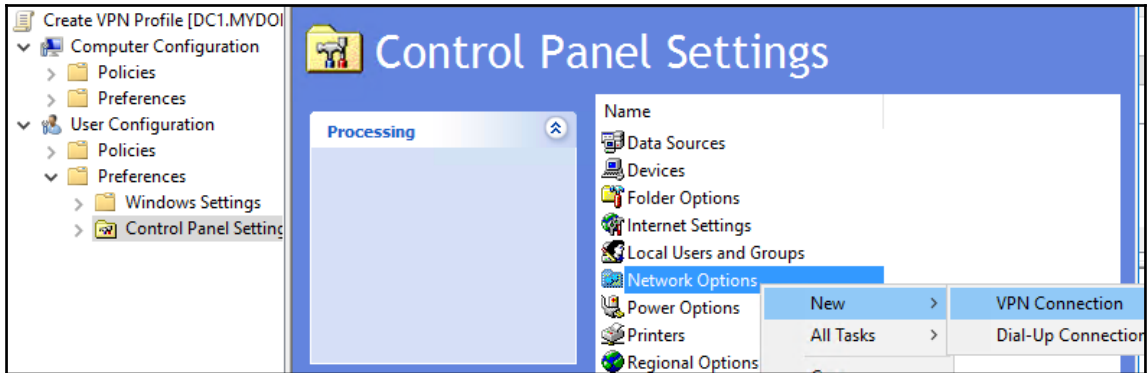 Create VPN Profile [DC1.MYDOI
Computer Configuration
Policies
Preferences
User Configuration
Policies
Preferences
Windows Settings
Control Panel Setting
Control Panel Settings
Processing
Name
Data Sources
Devices
Folder Options
Internet Settings
Local Users and Groups
Network Options
Power Options
Printers
Regional Options
New
All Tasks
VPN Connection
Dial-Up Connection